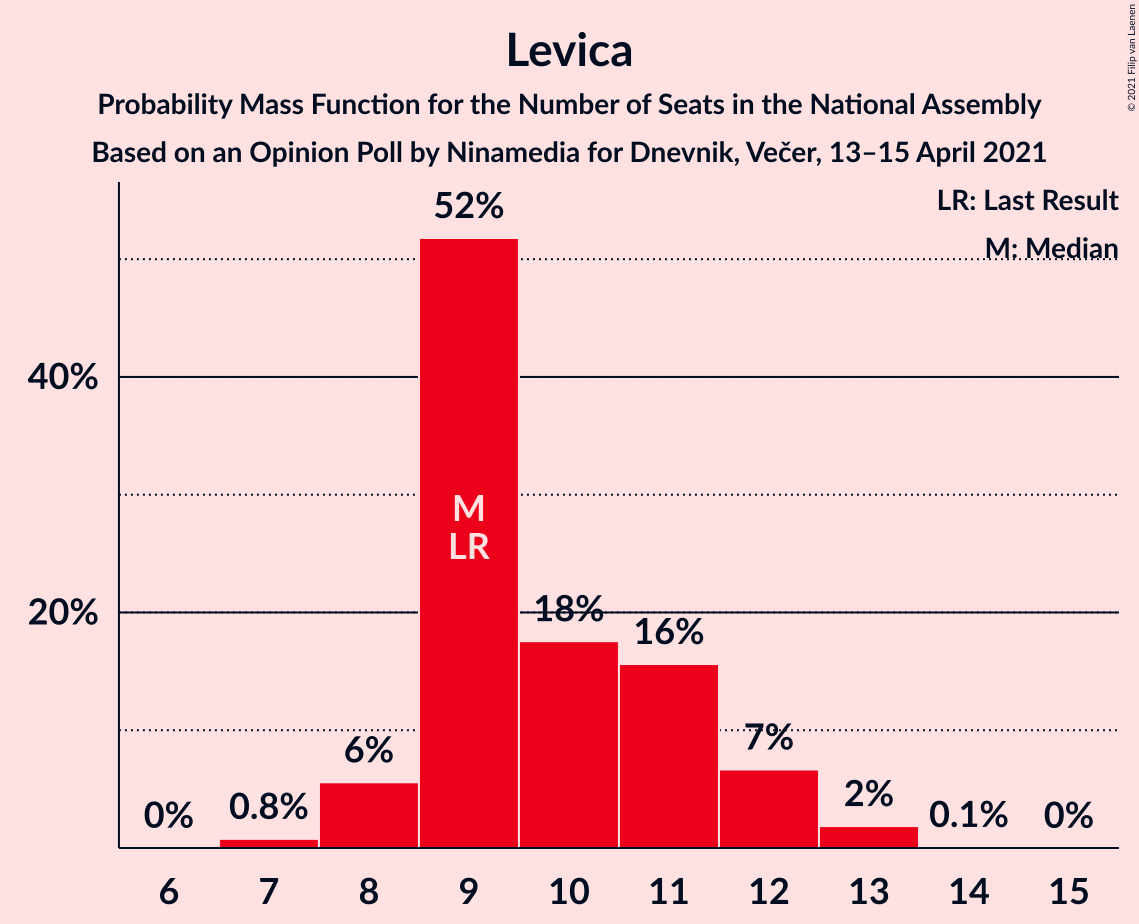 Levica
Probability Mass Function for the Number of Seats in the National Assembly
Based on an Opinion Poll by Ninamedia for Dnevnik, Večer, 13–15 April 2021
© 2021 Filip van Laenen
LR: Last Result
M: Median
52%
40%
M
LR
20%
18%
16%
7%
6%
2%
0%
0.8%
0.1%
0%
6 7 8 9 10 11 12 13 14 15